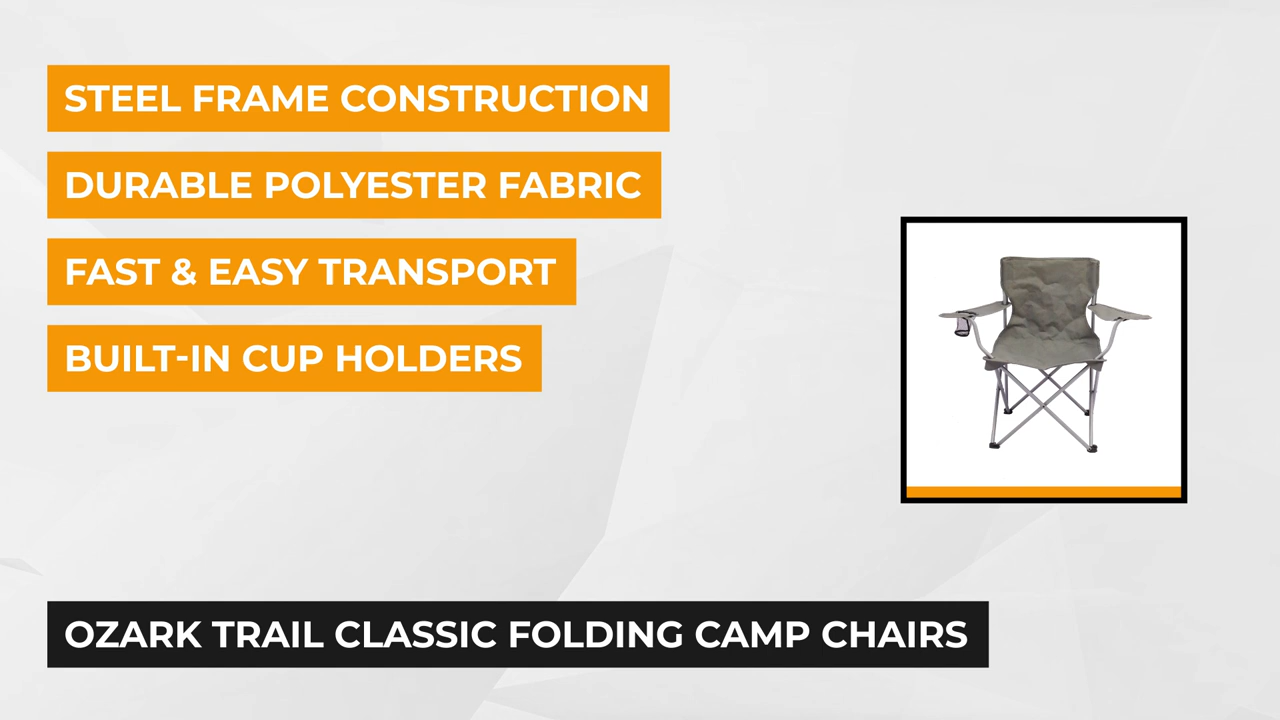 STEEL FRAME CONSTRUCTION
DURABLE POLYESTER FABRIC
FAST & EASY TRANSPORT
BUILT-IN CUP HOLDERS
OZARK TRAIL CLASSIC FOLDING CAMP CHAIRS